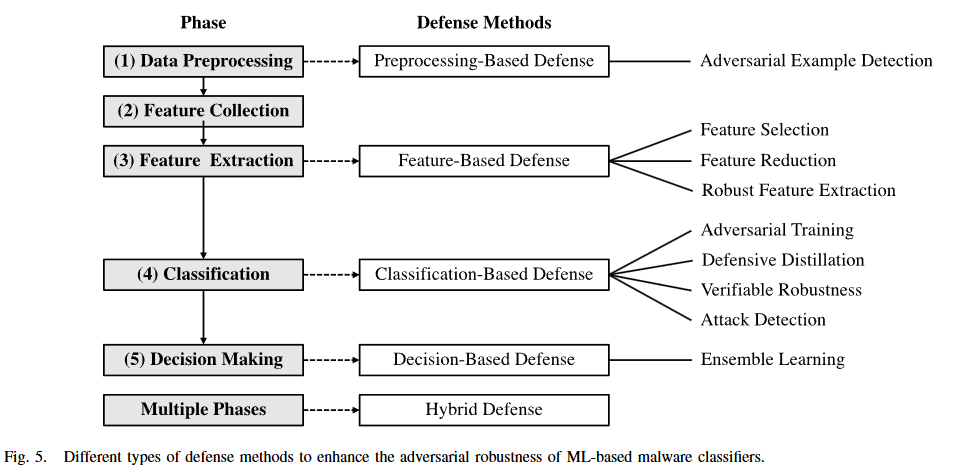 Phase Defense Methods
(1) Data Preprocessing Preprocessing-Based Defense Adversarial Example Detection
(2) Feature Collection
Feature Selection
(3) Feature Extraction Feature-Based Defense Feature Reduction
Robust Feature Extraction
Adversarial Training
Defensive Distillation
(4) Classification Classification-Based Defense
Verifiable Robustness
Attack Detection
(5) Decision Making Decision-Based Defense Ensemble Learning
Multiple Phases Hybrid Defense
Fig. 5. Different types of defense methods to enhance the adversarial robustness of ML-based malware classifiers.